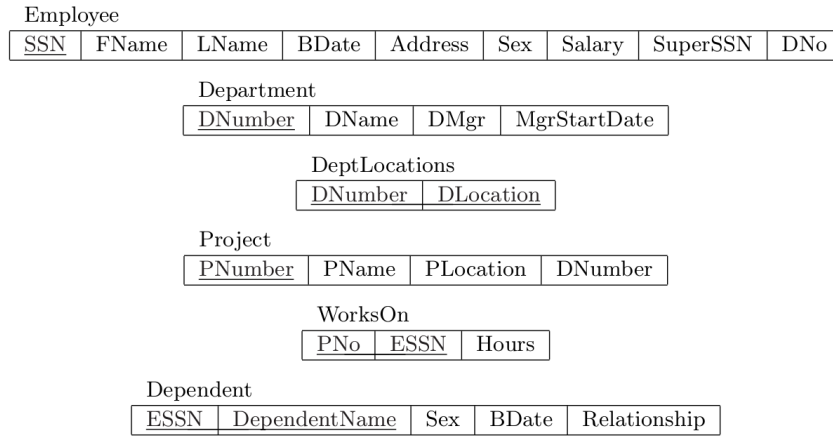 Employee
SSN FName LName BDate Address Sex Salary SuperSSN DNo
Department
DNumber DName DMgr MgrStartDate
DeptLocations
DNumber DLocation
Project
PNumber PName PLocation DNumber
WorksOn
PNo ESSN Hours
Dependent
ESSN DependentName Sex BDate Relationship